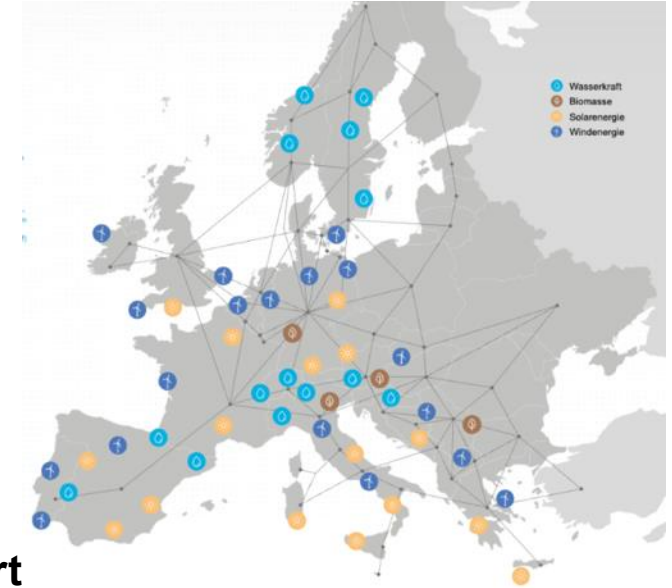 Wasserkraft
Biomasse
Solarenergie
Windenergie
rt